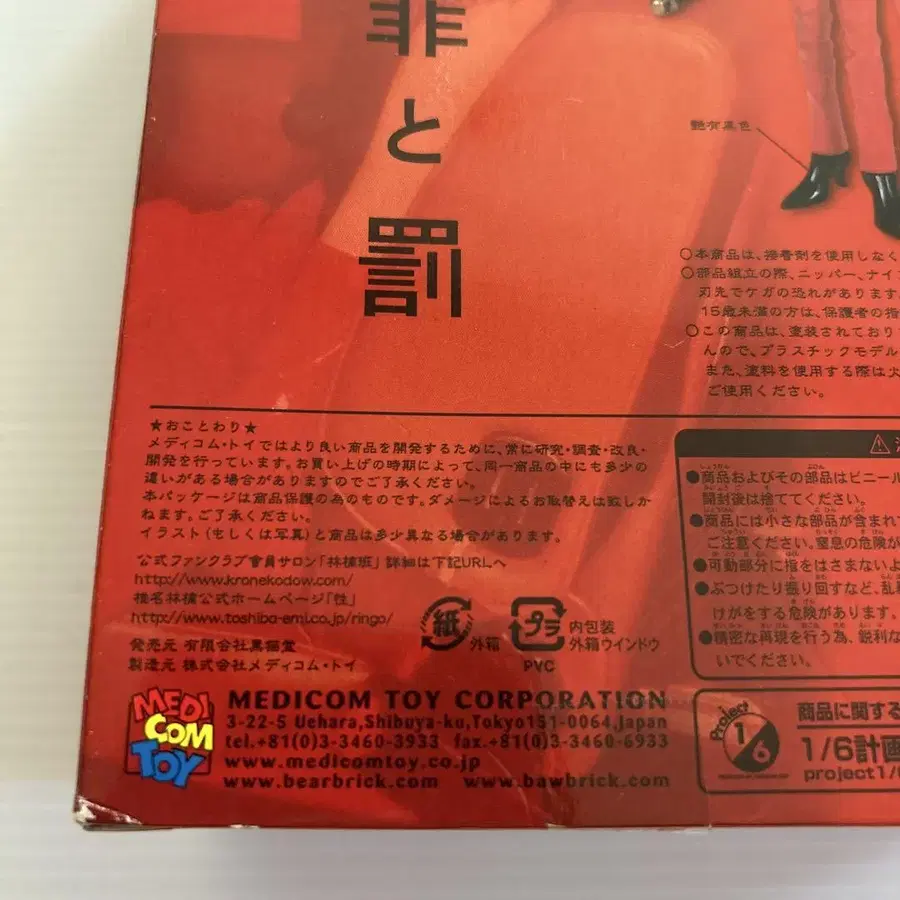 と
罰
艶有黒色
○本商品は、接着剤を使用しなく
○部品組立の際、ニッパー、ナイ
刃先でケガの恐れがあります。
15歳未満の方は、保護者の指
○この商品は、塗装されており
んので、プラスチックモデル
また、塗料を使用する際は火
ご使用ください。
★おことわり★
メディコム・トイではより良い商品を開発するために、常に研究・調査・改良・
開発を行っています。お買い上げの時期によって、同一商品の中にも多少の
違いがある場合がありますのでご了承ください。
本パッケージは商品保護の為のものです。ダメージによるお取替えは致しか
ねます。ご了承ください。
イラスト(もしくは写真)と商品は多少異なる場合があります。
公式ファンクラブ會員サロン「林檎班」詳細は下記URLへ
http://www.kronekodow.com/
椎名林檎公式ホームページ「性」
http://www.toshiba-emi.co.jp/ringo/
発売元 有限会社黒猫堂
製造元 株式会社メディコム・トイ
紙
外箱
プラ
内包装
外箱ウインドウ
PVC
MEDI
COM
TOY
MEDICOM TOY CORPORATION
3-22-5 Uehara,Shibuya-ku,Tokyo151-0064,Japan
tel.+81(0)3-3460-3933 fax.+81(0)3-3460-6933
www.medicomtoy.co.jp
www.bearbrick.com www.bawbrick.com
●商品およびその部品はビニール
開封後は捨ててください。
●商品には小さな部品が含まれ
ご注意ください。窒息の危険が
●可動部分に指をはさまないよ
●ぶつけたり振り回すなど、乱
けがをする危険があります。
●精密な再現を行う為、鋭利な
いでください。
Project
1/6
商品に関する
1/6計画
project1/